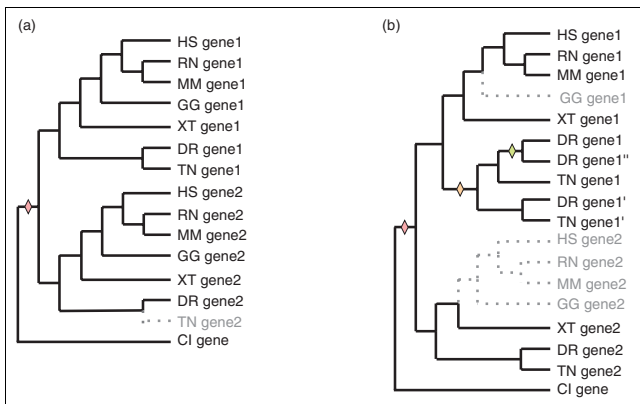 (a)
HS gene1
RN gene1
MM gene1
GG gene1
XT gene1
DR gene1
TN gene1
HS gene2
RN gene2
MM gene2
GG gene2
XT gene2
DR gene2
TN gene2
CI gene
(b)
HS gene1
RN gene1
MM gene1
GG gene1
XT gene1
DR gene1
DR gene1"
TN gene1
DR gene1'
TN gene1'
HS gene2
RN gene2
MM gene2
GG gene2
XT gene2
DR gene2
TN gene2
CI gene